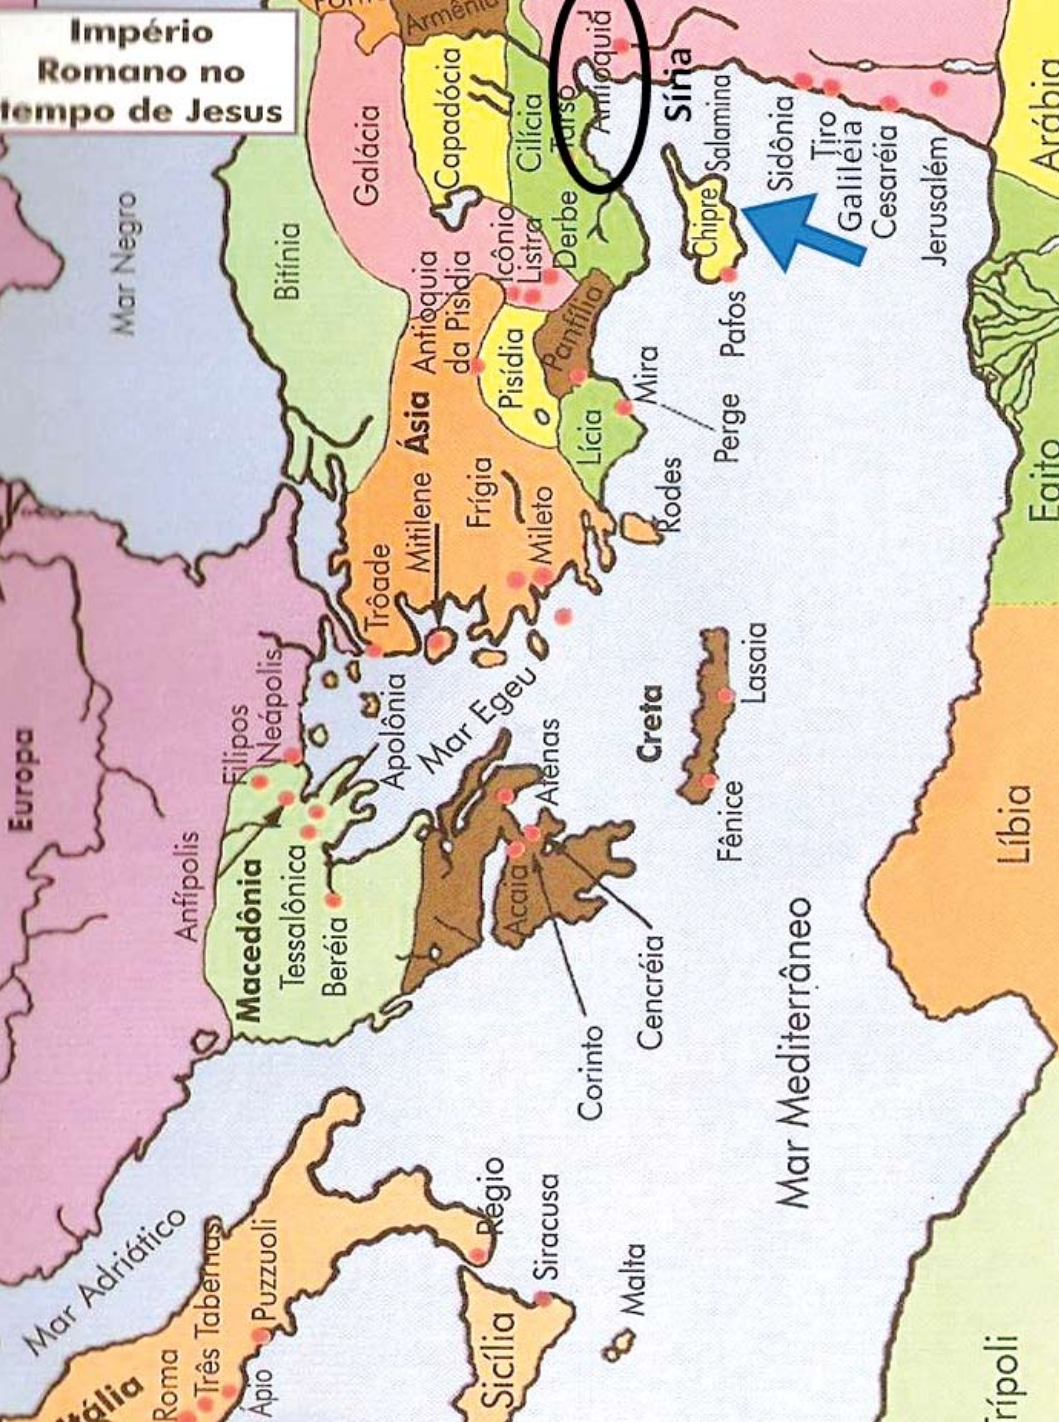 Império
Romano no
tempo de Jesus
Armênia
Capadócia
Galácia
Cilícia
Tarso
Antioquia
Síria
Salamina
Chipre
Pafos
Sidônia
Tiro
Galiléia
Cesaréia
Jerusalém
Arábia
Mar Negro
Bitínia
Antioquia
da Pisídia
Icônio
Listra
Derbe
Panfília
Pisídia
Ásia
Lícia
Mira
Perge
Rodes
Frígia
Mitilene
Mileto
Trôade
Egito
Europa
Filipos
Neápolis
Apolônia
Mar Egeu
Anfípolis
Macedônia
Tessalônica
Beréia
Atenas
Acaia
Corinto
Cencréia
Creta
Lasaia
Fênice
Líbia
Mar Mediterrâneo
Mar Adriático
Itália
Roma
Três Tabernas
Ápio
Puzzuoli
Régio
Siracusa
Sicília
Malta
rípoli